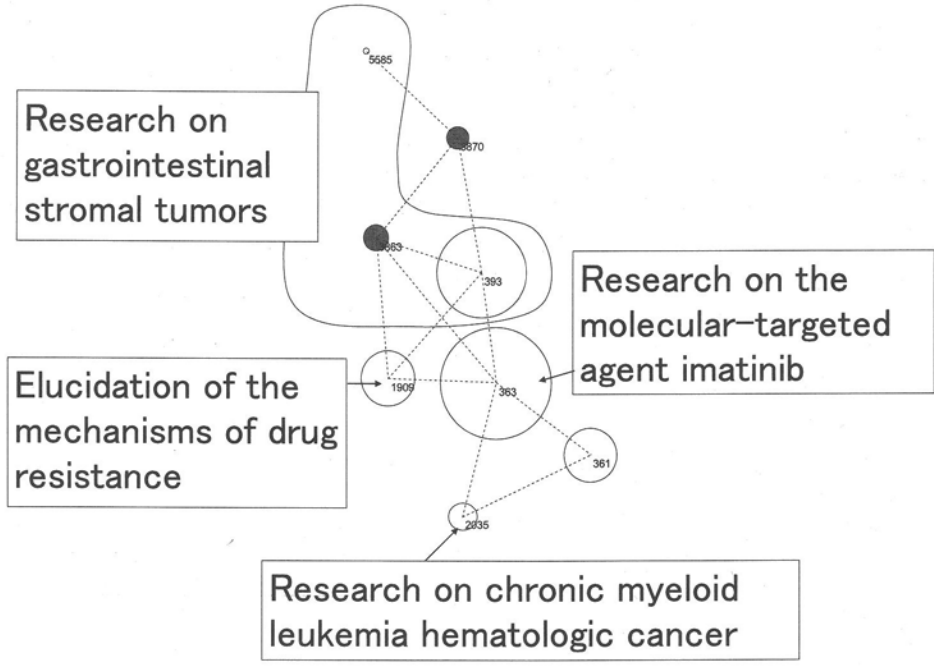 5585
Research on
gastrointestinal
stromal tumors
393
Research on the
molecular-targeted
agent imatinib
Elucidation of the
mechanisms of drug
resistance
1909
363
361
2035
Research on chronic myeloid
leukemia hematologic cancer